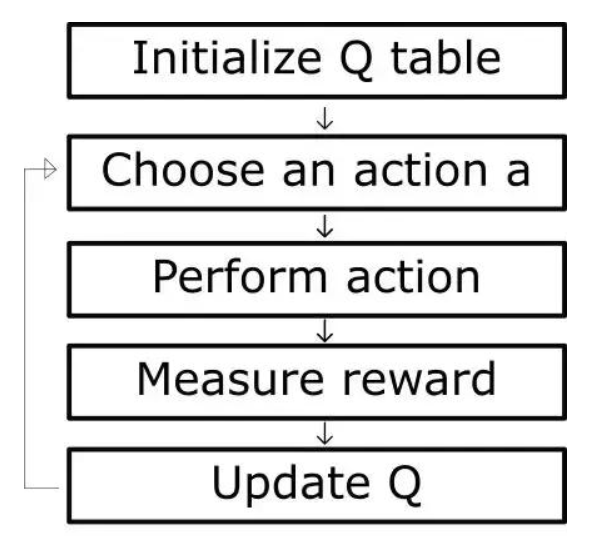 Initialize Q table
Choose an action a
Perform action
Measure reward
Update Q